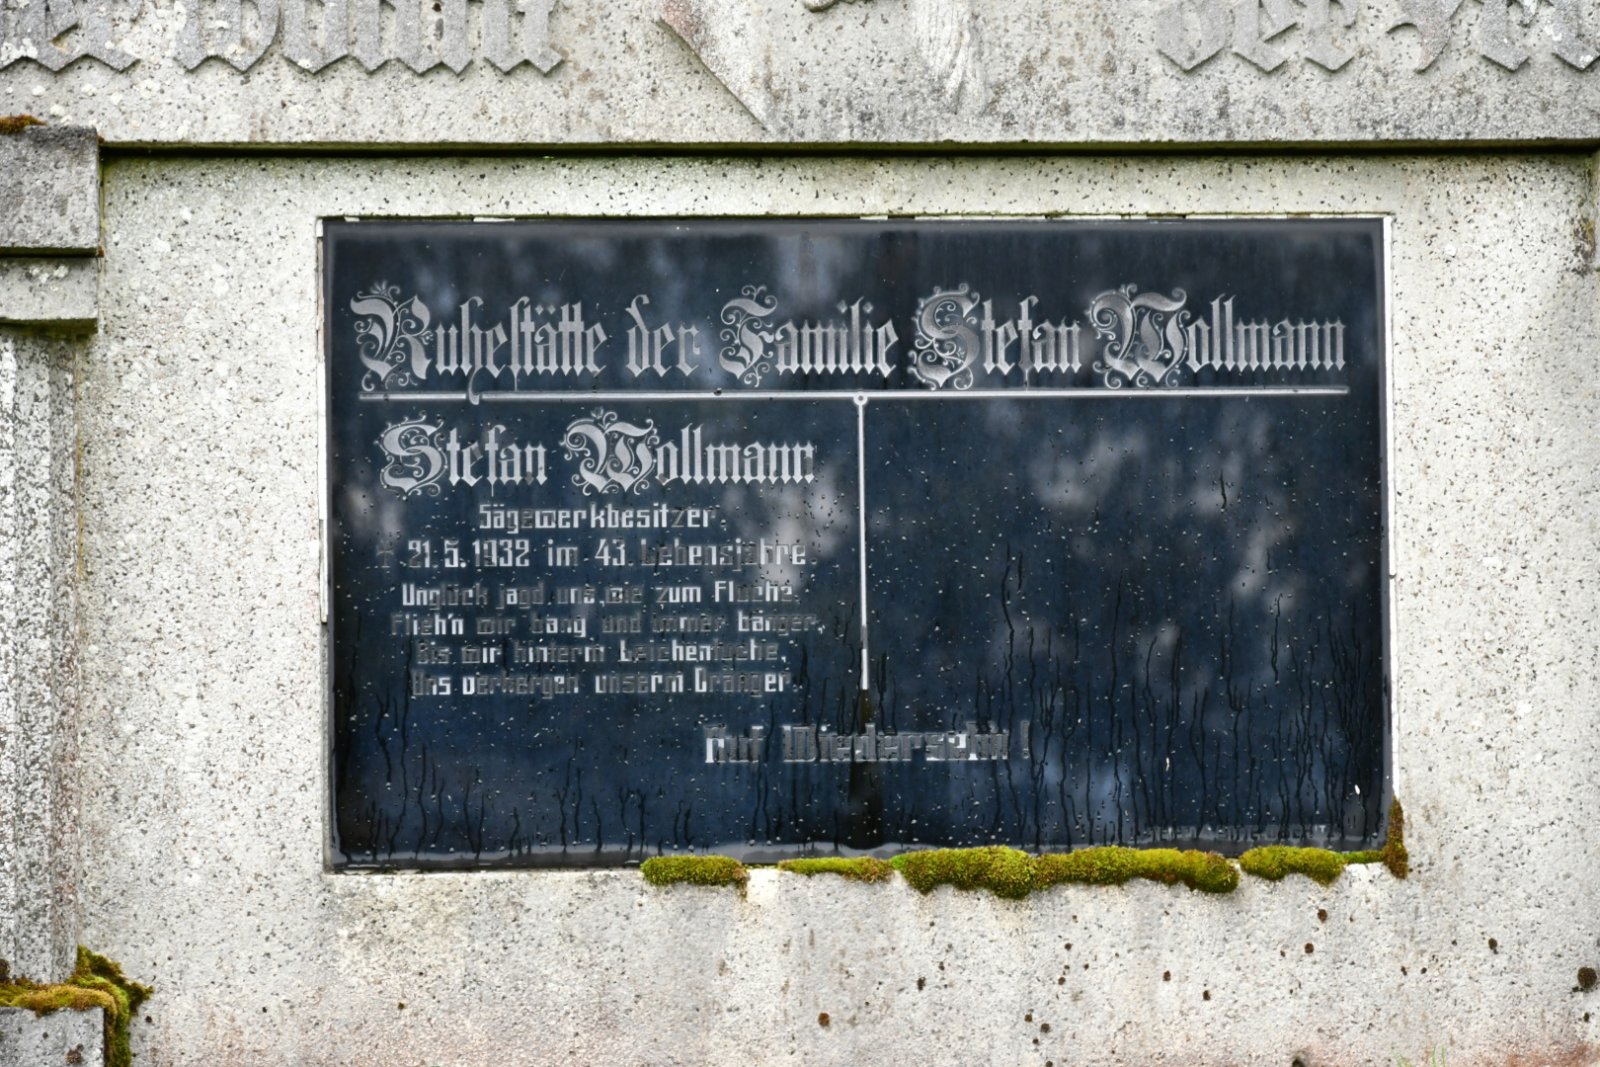 Ruhestätte der Familie Stefan Wollmann
Stefan Wollmann
Sägewerkbesitzer.
† 21. 5. 1932 im 43. Lebensjahre.
Unglück jagd uns, wie zum Fluche,
Flieh'n wir bang und immer bänger,
Bis wir hinterm Leichentuche,
Uns verbergen unserm Dränger.
Auf Wiedersehn!